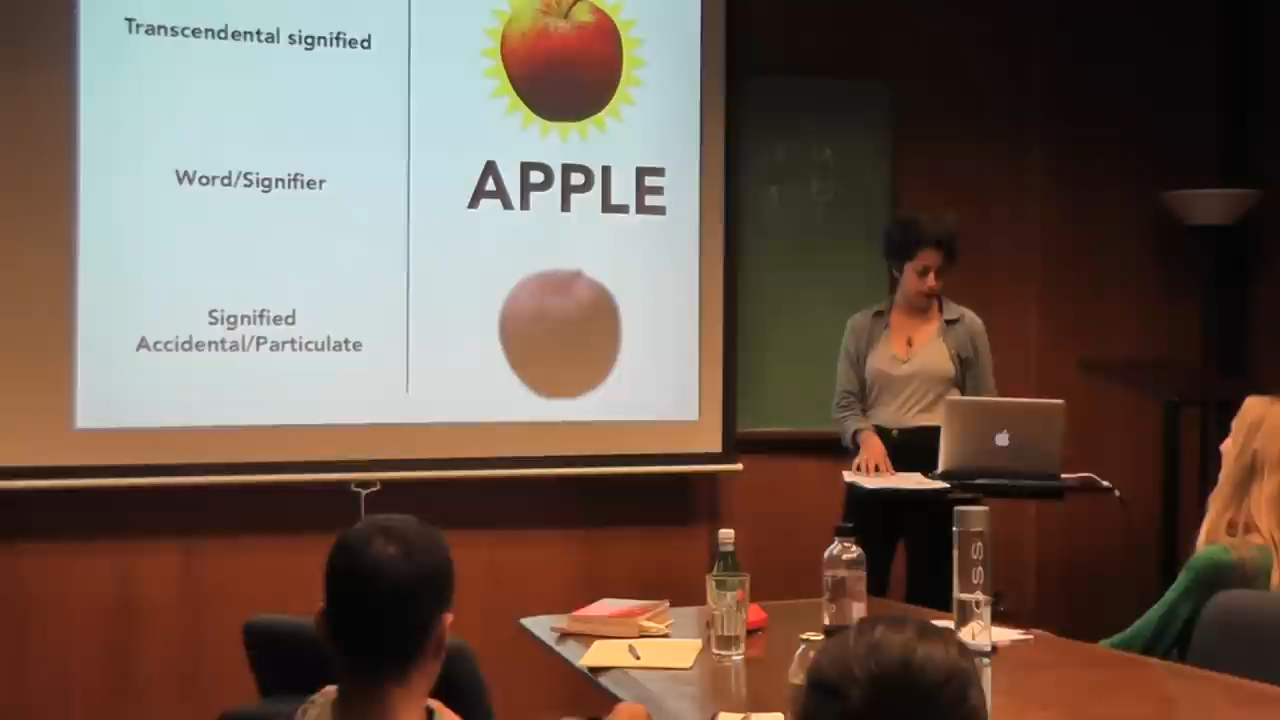 Transcendental signified
Word/Signifier
APPLE
Signified
Accidental/Particulate